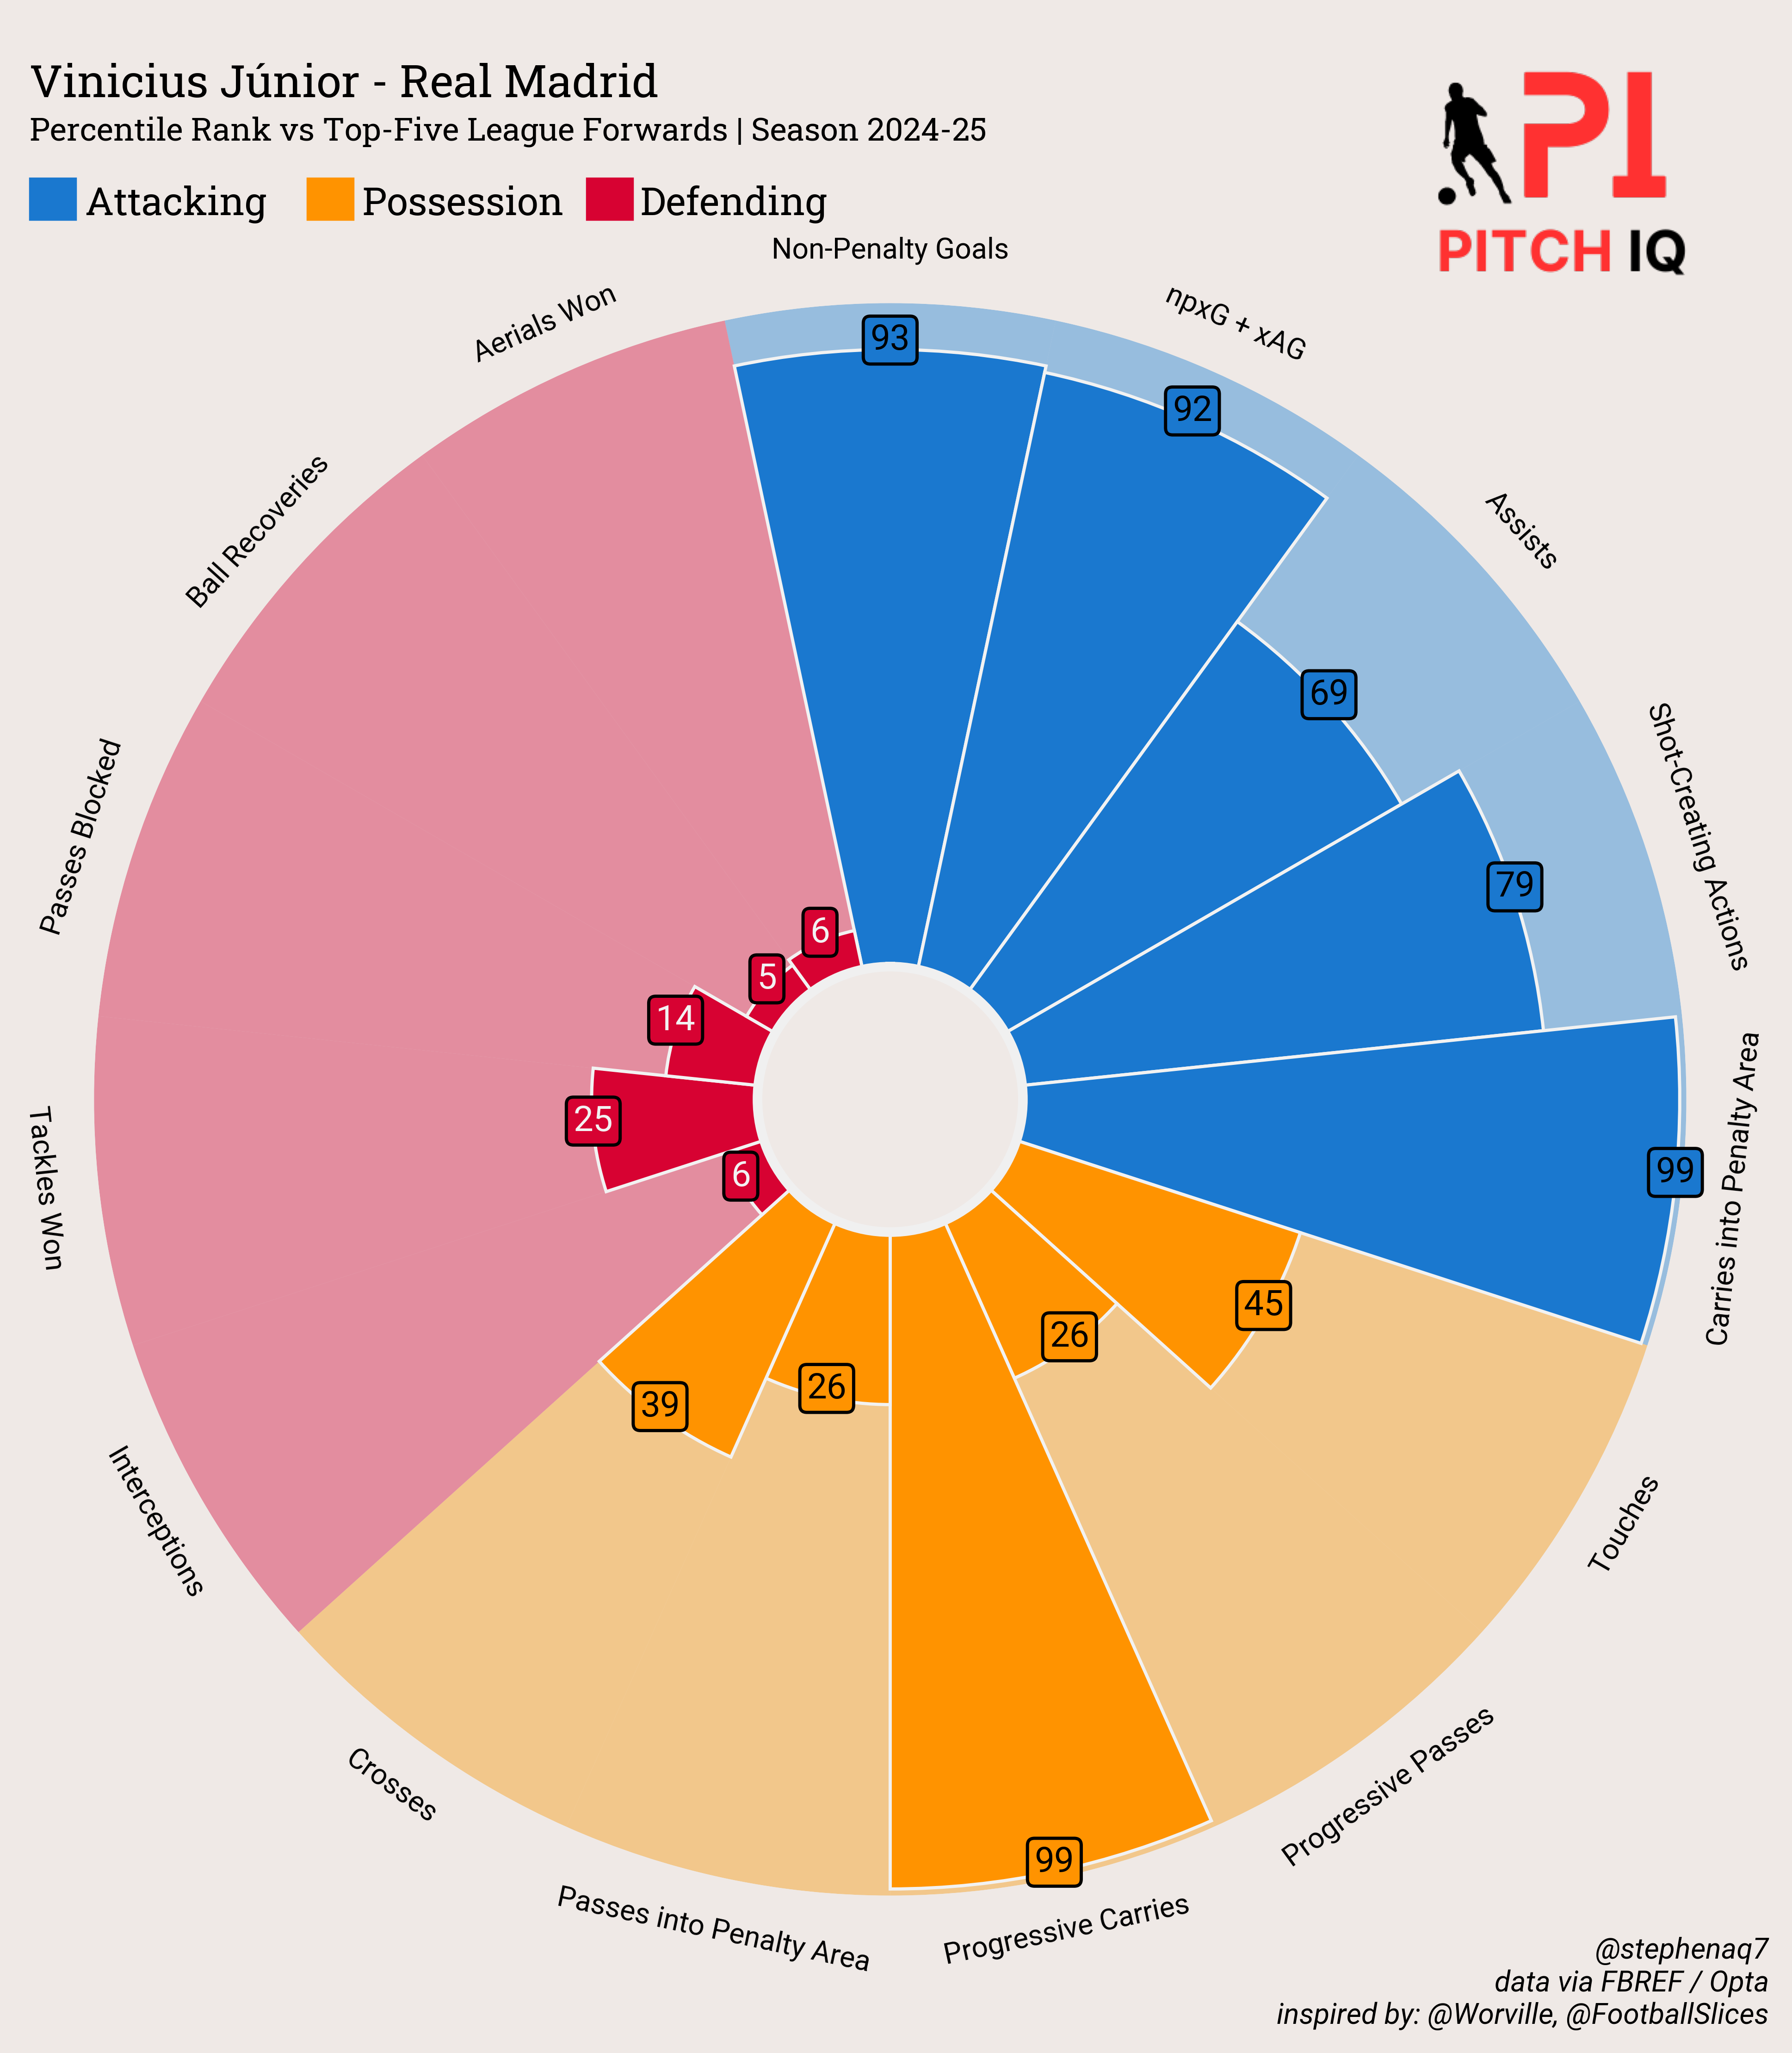 Vinicius Júnior - Real Madrid
Percentile Rank vs Top-Five League Forwards | Season 2024-25
Attacking Possession Defending
PI
PITCH IQ
Non-Penalty Goals
npxG + xAG
Assists
Shot-Creating Actions
Carries into Penalty Area
Touches
Progressive Passes
Progressive Carries
Passes into Penalty Area
Crosses
Interceptions
Tackles Won
Passes Blocked
Ball Recoveries
Aerials Won
93
92
69
79
99
45
26
99
26
39
6
25
14
5
6
@stephenaq7
data via FBREF / Opta
inspired by: @Worville, @FootballSlices